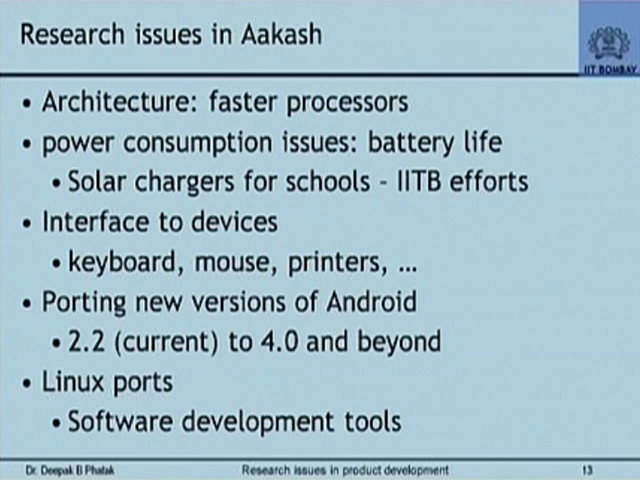 Research issues in Aakash
IIT BOMBAY
• Architecture: faster processors
• power consumption issues: battery life
• Solar chargers for schools - IITB efforts
• Interface to devices
• keyboard, mouse, printers, ...
• Porting new versions of Android
• 2.2 (current) to 4.0 and beyond
• Linux ports
• Software development tools
Dr. Deepak B Phatak
Research issues in product development
13